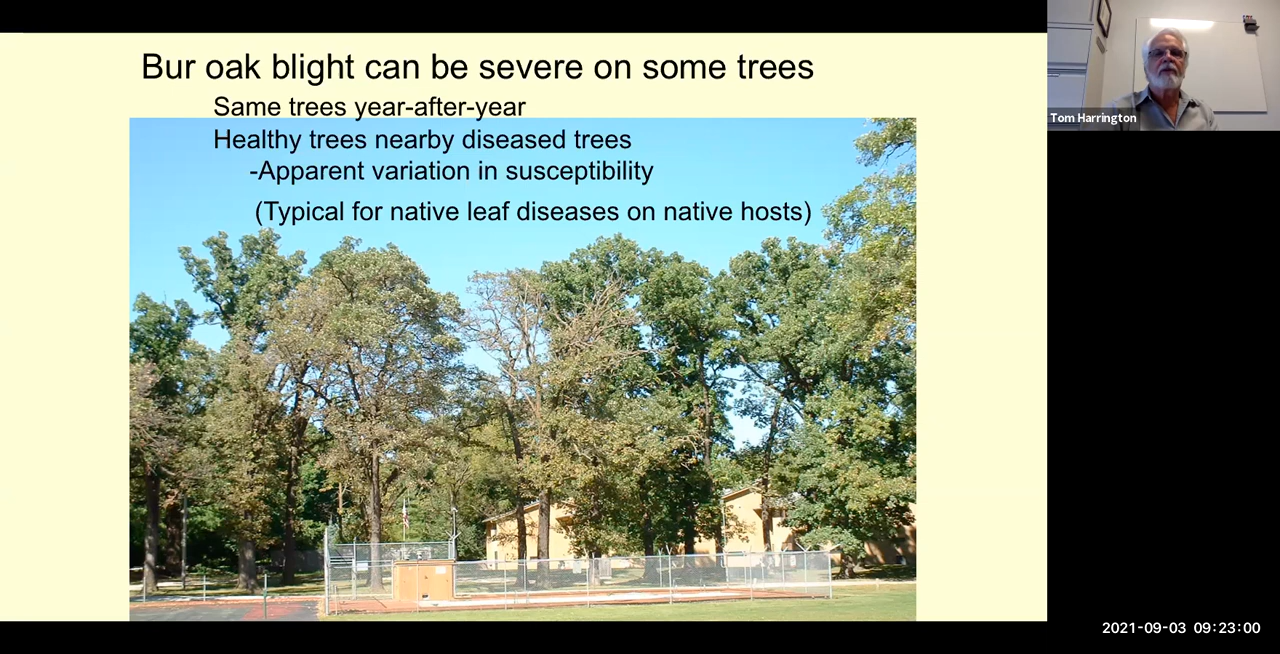 Bur oak blight can be severe on some trees
Same trees year-after-year
Healthy trees nearby diseased trees
-Apparent variation in susceptibility
(Typical for native leaf diseases on native hosts)
Tom Harrington
2021-09-03 09:23:00